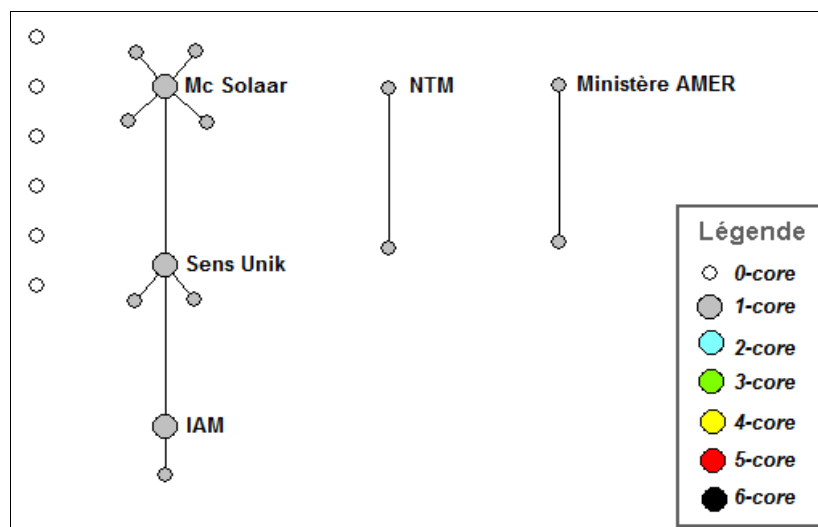 Mc Solaar
NTM
Ministère AMER
Sens Unik
IAM
Légende
0-core
1-core
2-core
3-core
4-core
5-core
6-core